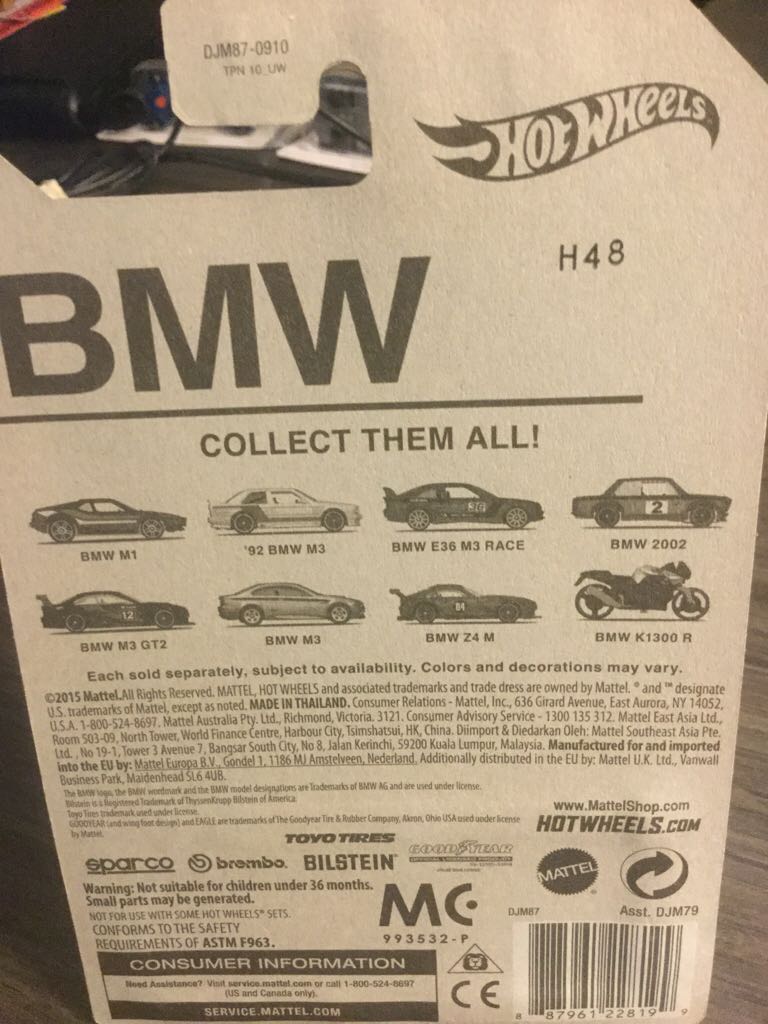 DJM87-0910
TPN 10_UW
HOT WHEELS
H48
BMW
COLLECT THEM ALL!
36
2
BMW M1
'92 BMW M3
BMW E36 M3 RACE
BMW 2002
12
04
BMW M3 GT2
BMW M3
BMW Z4 M
BMW K1300 R
Each sold separately, subject to availability. Colors and decorations may vary.
©2015 Mattel.All Rights Reserved. MATTEL, HOT WHEELS and associated trademarks and trade dress are owned by Mattel. ® and ™ designate
U.S. trademarks of Mattel, except as noted. MADE IN THAILAND. Consumer Relations - Mattel, Inc., 636 Girard Avenue, East Aurora, NY 14052,
U.S.A. 1-800-524-8697. Mattel Australia Pty. Ltd., Richmond, Victoria. 3121. Consumer Advisory Service - 1300 135 312. Mattel East Asia Ltd.,
Room 503-09, North Tower, World Finance Centre, Harbour City, Tsimshatsui, HK, China. Diimport & Diedarkan Oleh: Mattel Southeast Asia Pte.
Ltd., No 19-1, Tower 3 Avenue 7, Bangsar South City, No 8, Jalan Kerinchi, 59200 Kuala Lumpur, Malaysia. Manufactured for and imported
into the EU by: Mattel Europa B.V., Gondel 1, 1186 MJ Amstelveen, Nederland. Additionally distributed in the EU by: Mattel U.K. Ltd., Vanwall
Business Park, Maidenhead SL6 4UB.
The BMW logo, the BMW wordmark and the BMW model designations are Trademarks of BMW AG and are used under license.
Bilstein is a Registered Trademark of ThyssenKrupp Bilstein of America.
Toyo Tires trademark used under license.
GOODYEAR (and wing foot design) and EAGLE are trademarks of The Goodyear Tire & Rubber Company, Akron, Ohio USA used under license
by Mattel.
www.MattelShop.com
HOTWHEELS.COM
TOYO TIRES
GOODYEAR
OFFICIAL LICENSED PRODUCT
sparco brembo. BILSTEIN
MATTEL
Warning: Not suitable for children under 36 months.
Small parts may be generated.
NOT FOR USE WITH SOME HOT WHEELS® SETS.
CONFORMS TO THE SAFETY
REQUIREMENTS OF ASTM F963.
MC
993532-P
DJM87
Asst. DJM79
CONSUMER INFORMATION
Need Assistance? Visit service.mattel.com or call 1-800-524-8697
(US and Canada only).
SERVICE.MATTEL.COM
CE
8 87961 22819 9